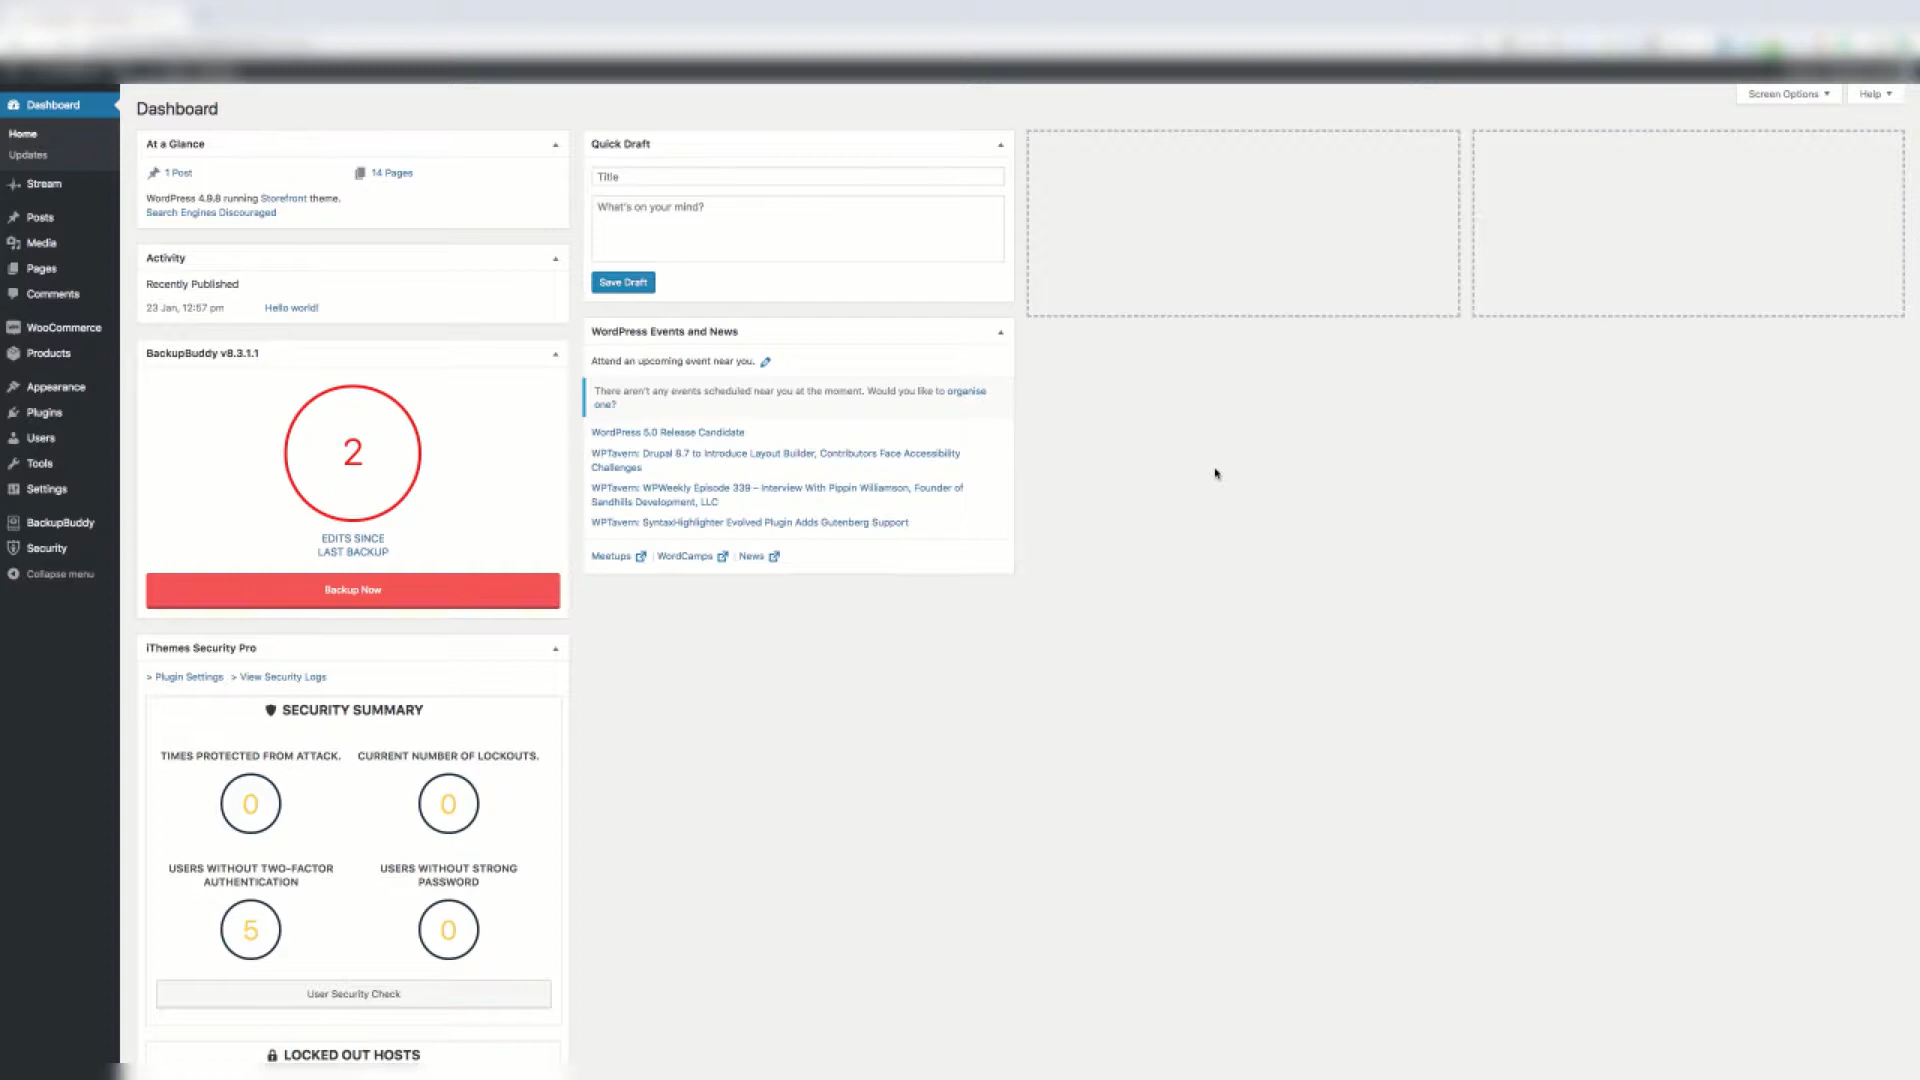 Dashboard
Home
Updates
Stream
Posts
Media
Pages
Comments
WooCommerce
Products
Appearance
Plugins
Users
Tools
Settings
BackupBuddy
Security
Collapse menu
Dashboard
Screen Options
Help
At a Glance
1 Post
14 Pages
WordPress 4.9.8 running Storefront theme.
Search Engines Discouraged
Activity
Recently Published
23 Jan, 12:57 pm
Hello world!
BackupBuddy v8.3.1.1
2
EDITS SINCE
LAST BACKUP
Backup Now
iThemes Security Pro
> Plugin Settings > View Security Logs
SECURITY SUMMARY
TIMES PROTECTED FROM ATTACK.
0
CURRENT NUMBER OF LOCKOUTS.
0
USERS WITHOUT TWO-FACTOR
AUTHENTICATION
5
USERS WITHOUT STRONG
PASSWORD
0
User Security Check
LOCKED OUT HOSTS
Quick Draft
Title
What's on your mind?
Save Draft
WordPress Events and News
Attend an upcoming event near you.
There aren't any events scheduled near you at the moment. Would you like to organise
one?
WordPress 5.0 Release Candidate
WPTavern: Drupal 8.7 to Introduce Layout Builder, Contributors Face Accessibility
Challenges
WPTavern: WPWeekly Episode 339 – Interview With Pippin Williamson, Founder of
Sandhills Development, LLC
WPTavern: SyntaxHighlighter Evolved Plugin Adds Gutenberg Support
Meetups | WordCamps | News